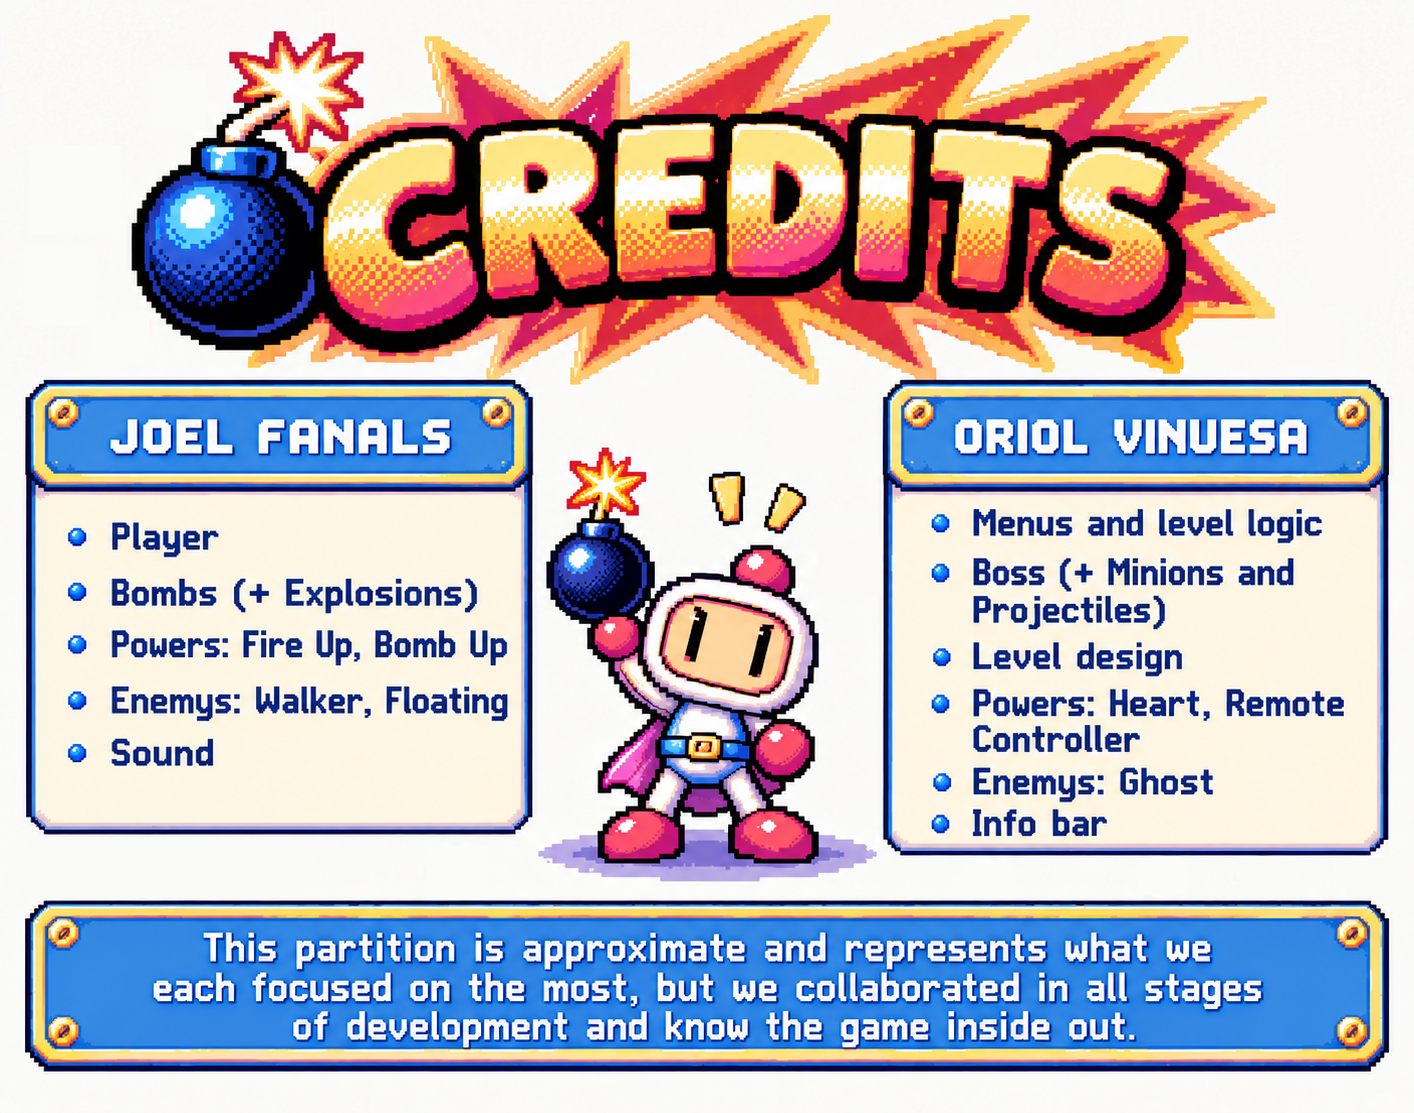 CREDITS
JOEL FANALS
Player
Bombs (+ Explosions)
Powers: Fire Up, Bomb Up
Enemys: Walker, Floating
Sound
ORIOL VINUESA
Menus and level logic
Boss (+ Minions and
Projectiles)
Level design
Powers: Heart, Remote
Controller
Enemys: Ghost
Info bar
This partition is approximate and represents what we
each focused on the most, but we collaborated in all stages
of development and know the game inside out.